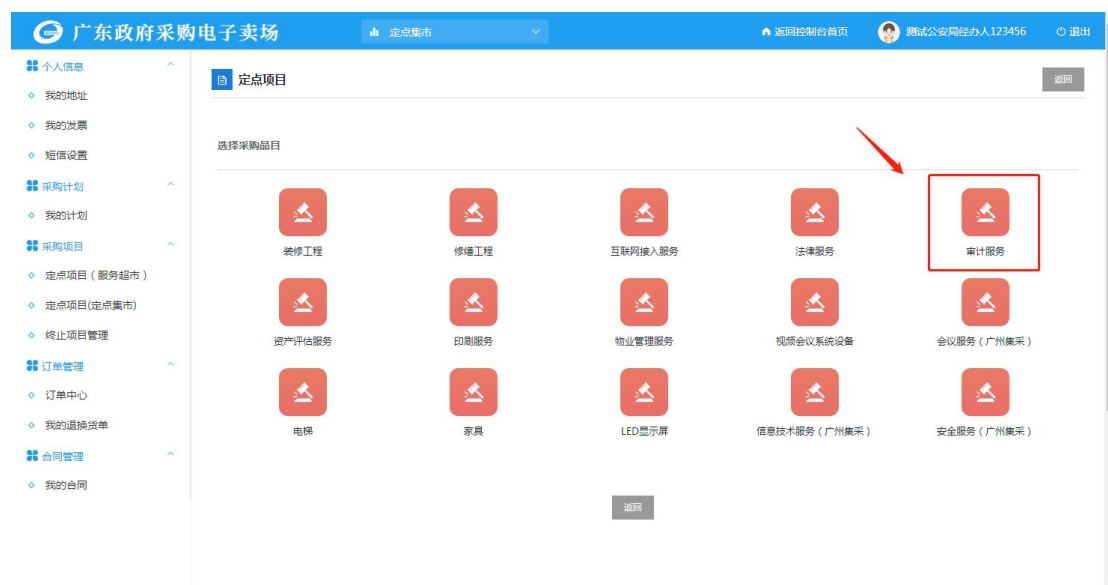 广东政府采购电子卖场
定点集市
返回控制台首页
测试公安局经办人123456
退出
个人信息
我的地址
我的发票
短信设置
采购计划
我的计划
采购项目
定点项目（服务超市）
定点项目(定点集市)
终止项目管理
订单管理
订单中心
我的退换货单
合同管理
我的合同
定点项目
返回
选择采购品目
装修工程
修缮工程
互联网接入服务
法律服务
审计服务
资产评估服务
印刷服务
物业管理服务
视频会议系统设备
会议服务（广州集采）
电梯
家具
LED显示屏
信息技术服务（广州集采）
安全服务（广州集采）
返回